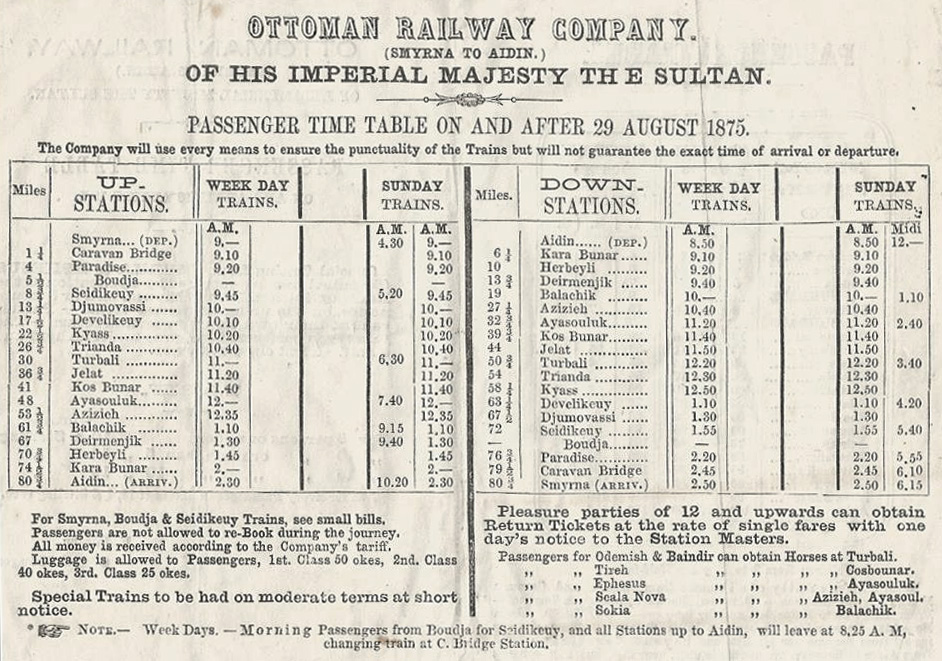 OTTOMAN RAILWAY COMPANY.
(SMYRNA TO AIDIN.)
OF HIS IMPERIAL MAJESTY THE SULTAN.
PASSENGER TIME TABLE ON AND AFTER 29 AUGUST 1875.
The Company will use every means to ensure the punctuality of the Trains but will not guarantee the exact time of arrival or departure.
Miles UP-STATIONS. WEEK DAY TRAINS. SUNDAY TRAINS.
A.M. A.M. A.M.
Smyrna... (DEP.) 9,— 4.30 9.—
1 ¼ Caravan Bridge 9.10 9.10
4 Paradise............ 9,20 9,20
5 ½ Boudja........ — —
8 ¾ Seidikeuy .......... 9,45 5,20 9.45
13 ¼ Djumovassi ...... 10.— 10.—
17 ½ Develikeuy ...... 10,10 10,10
22 ½ Kyass ............... 10,20 10,20
26 ¾ Trianda ............ 10,40 10,40
30 Turbali ............ 11.— 6,30 11,—
36 ¾ Jelat ............... 11.20 11.20
41 Kos Bunar ...... 11.40 11.40
48 Ayasouluk......... 12.— 7.40 12.—
53 ½ Azizich ............ 12,35 12.35
61 ¾ Balachik ......... 1.10 9.15 1,10
67 Deirmenjik ...... 1,30 9.40 1.30
70 ¾ Herbeyli ......... 1.45 1.45
74 ½ Kara Bunar ...... 2,— 2.—
80 ¾ Aidin... (ARRIV.) 2.30 10.20 2.30
Miles. DOWN-STATIONS. WEEK DAY TRAINS. SUNDAY TRAINS,
A.M. A.M. Midi
Aidin...... (DEP.) 8.50 8.50 12.—
6 ¼ Kara Bunar...... 9.10 9.10
10 Herbeyli ......... 9.20 9.20
13 ¾ Deirmenjik ...... 9.40 9.40
19 Balachik ......... 10.— 10.— 1,10
27 ¼ Azizich ............ 10,40 10,40
32 ¾ Ayasouluk......... 11.20 11.20 2,40
39 ¾ Kos Bunar......... 11.40 11.40
44 Jelat ............... 11.50 11.50
50 ¾ Turbali ............ 12.20 12.20 3,40
54 Trianda ............ 12.30 12.30
58 ¼ Kyass ............... 12.50 12,50
63 ½ Develikeuy ...... 1.10 1.10 4.20
67 ½ Djumovassi ...... 1.30 1.30
72 Seidikeuy ......... 1.55 1.55 5,40
— Boudja........ — —
76 ¾ Paradise............ 2.20 2.20 5,55
79 ½ Caravan Bridge 2.45 2.45 6,10
80 ¾ Smyrna (ARRIV.) 2.50 2.50 6.15
For Smyrna, Boudja & Seidikeuy Trains, see small bills.
Passengers are not allowed to re-Book during the journey.
All money is received according to the Company's tariff.
Luggage is allowed to Passengers, 1st. Class 50 okes, 2nd. Class
40 okes, 3rd. Class 25 okes.
Special Trains to be had on moderate terms at short
notice.
Pleasure parties of 12 and upwards can obtain
Return Tickets at the rate of single fares with one
day's notice to the Station Masters.
Passengers for Odemish & Baindir can obtain Horses at Turbali.
,, ,, Tireh ,, ,, ,, ,, Cosbounar.
,, ,, Ephesus ,, ,, ,, ,, Ayasouluk.
,, ,, Scala Nova ,, ,, ,, ,, Azizieh, Ayasoul.
,, ,, Sokia ,, ,, ,, ,, Balachik.
* ☞ NOTE.— Week Days. — Morning Passengers from Boudja for Seidikeuy, and all Stations up to Aidin, will leave at 8,25 A. M,
changing train at C. Bridge Station.